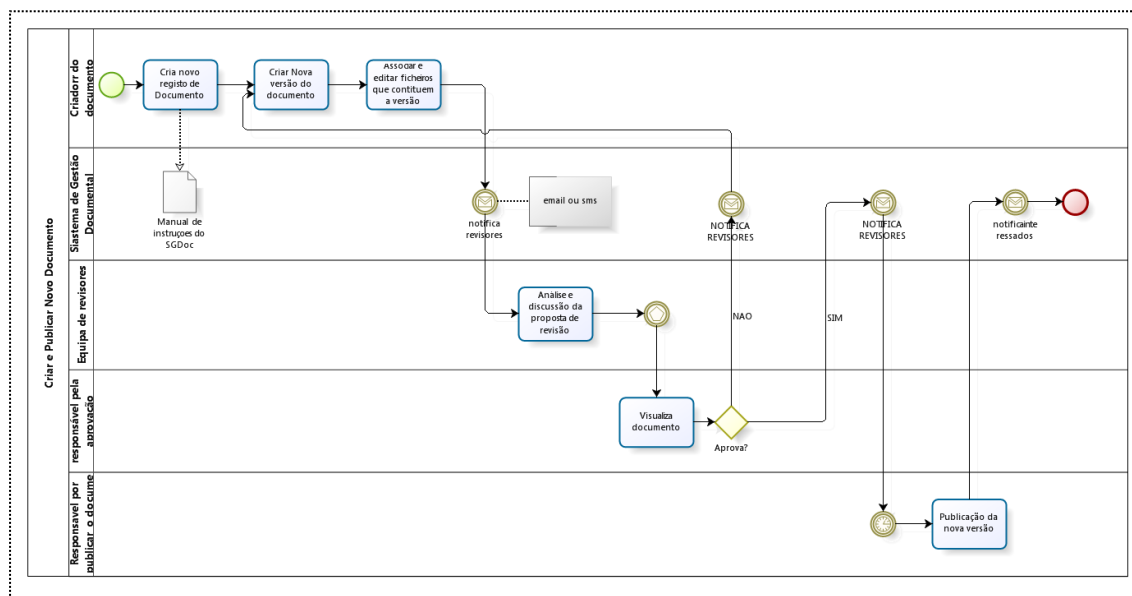 Criar e Publicar Novo Documento
Criadorr do
documento
Cria novo
registo de
Documento
Criar Nova
versão do
documento
Associar e
editar ficheiros
que contituem
a versão
Siastema de Gestão
Documental
Manual de
instruçoes do
SGDoc
notifica
revisores
email ou sms
NOTIFICA
REVISORES
NOTIFICA
REVISORES
notificainte
ressados
Equipa de revisores
Analise e
discussão da
proposta de
revisão
NAO
SIM
responsável pela
aprovação
Visualiza
documento
Aprova?
Responsavel por
publicar o docume
Publicação da
nova versão